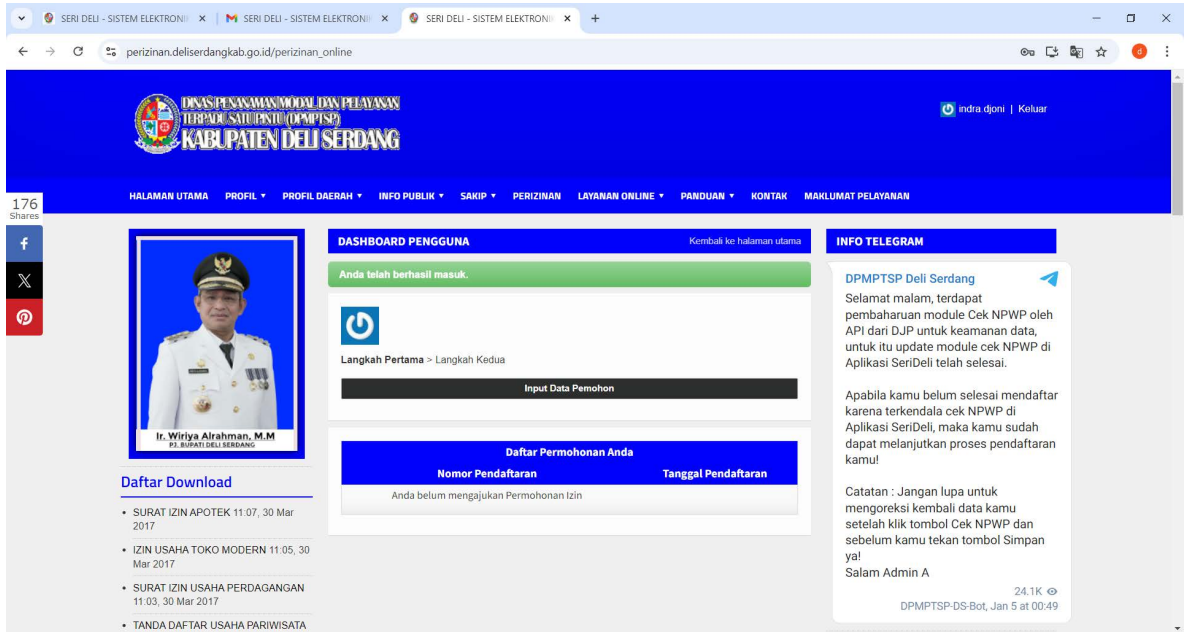 SERI DELI - SISTEM ELEKTRONI
SERI DELI - SISTEM ELEKTRONI
SERI DELI - SISTEM ELEKTRONI
perizinan.deliserdangkab.go.id/perizinan_online
d
DINAS PENANAMAN MODAL DAN PELAYANAN
TERPADU SATU PINTU (DPMPTSP)
KABUPATEN DELI SERDANG
indra.djoni | Keluar
HALAMAN UTAMA PROFIL PROFIL DAERAH INFO PUBLIK SAKIP PERIZINAN LAYANAN ONLINE PANDUAN KONTAK MAKLUMAT PELAYANAN
176
Shares
Ir. Wiriya Alrahman, M.M
PJ. BUPATI DELI SERDANG
Daftar Download
• SURAT IZIN APOTEK 11:07, 30 Mar
2017
• IZIN USAHA TOKO MODERN 11:05, 30
Mar 2017
• SURAT IZIN USAHA PERDAGANGAN
11:03, 30 Mar 2017
• TANDA DAFTAR USAHA PARIWISATA
DASHBOARD PENGGUNA Kembali ke halaman utama
Anda telah berhasil masuk.
Langkah Pertama > Langkah Kedua
Input Data Pemohon
Daftar Permohonan Anda
Nomor Pendaftaran Tanggal Pendaftaran
Anda belum mengajukan Permohonan Izin
INFO TELEGRAM
DPMPTSP Deli Serdang
Selamat malam, terdapat
pembaharuan module Cek NPWP oleh
API dari DJP untuk keamanan data,
untuk itu update module cek NPWP di
Aplikasi SeriDeli telah selesai.
Apabila kamu belum selesai mendaftar
karena terkendala cek NPWP di
Aplikasi SeriDeli, maka kamu sudah
dapat melanjutkan proses pendaftaran
kamu!
Catatan : Jangan lupa untuk
mengoreksi kembali data kamu
setelah klik tombol Cek NPWP dan
sebelum kamu tekan tombol Simpan
ya!
Salam Admin A
24.1K
DPMPTSP-DS-Bot, Jan 5 at 00:49